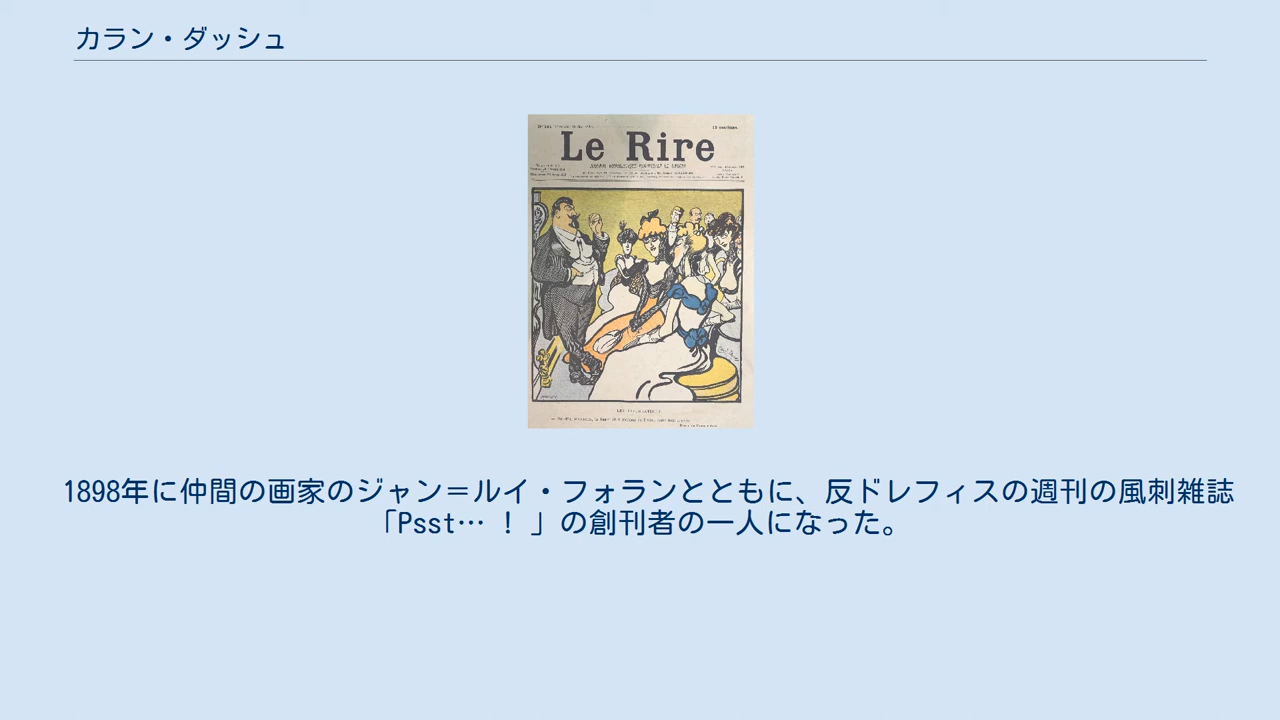 カラン・ダッシュ
Le Rire
1898年に仲間の画家のジャン＝ルイ・フォランとともに、反ドレフィスの週刊の風刺雑誌
「Psst…！」の創刊者の一人になった。